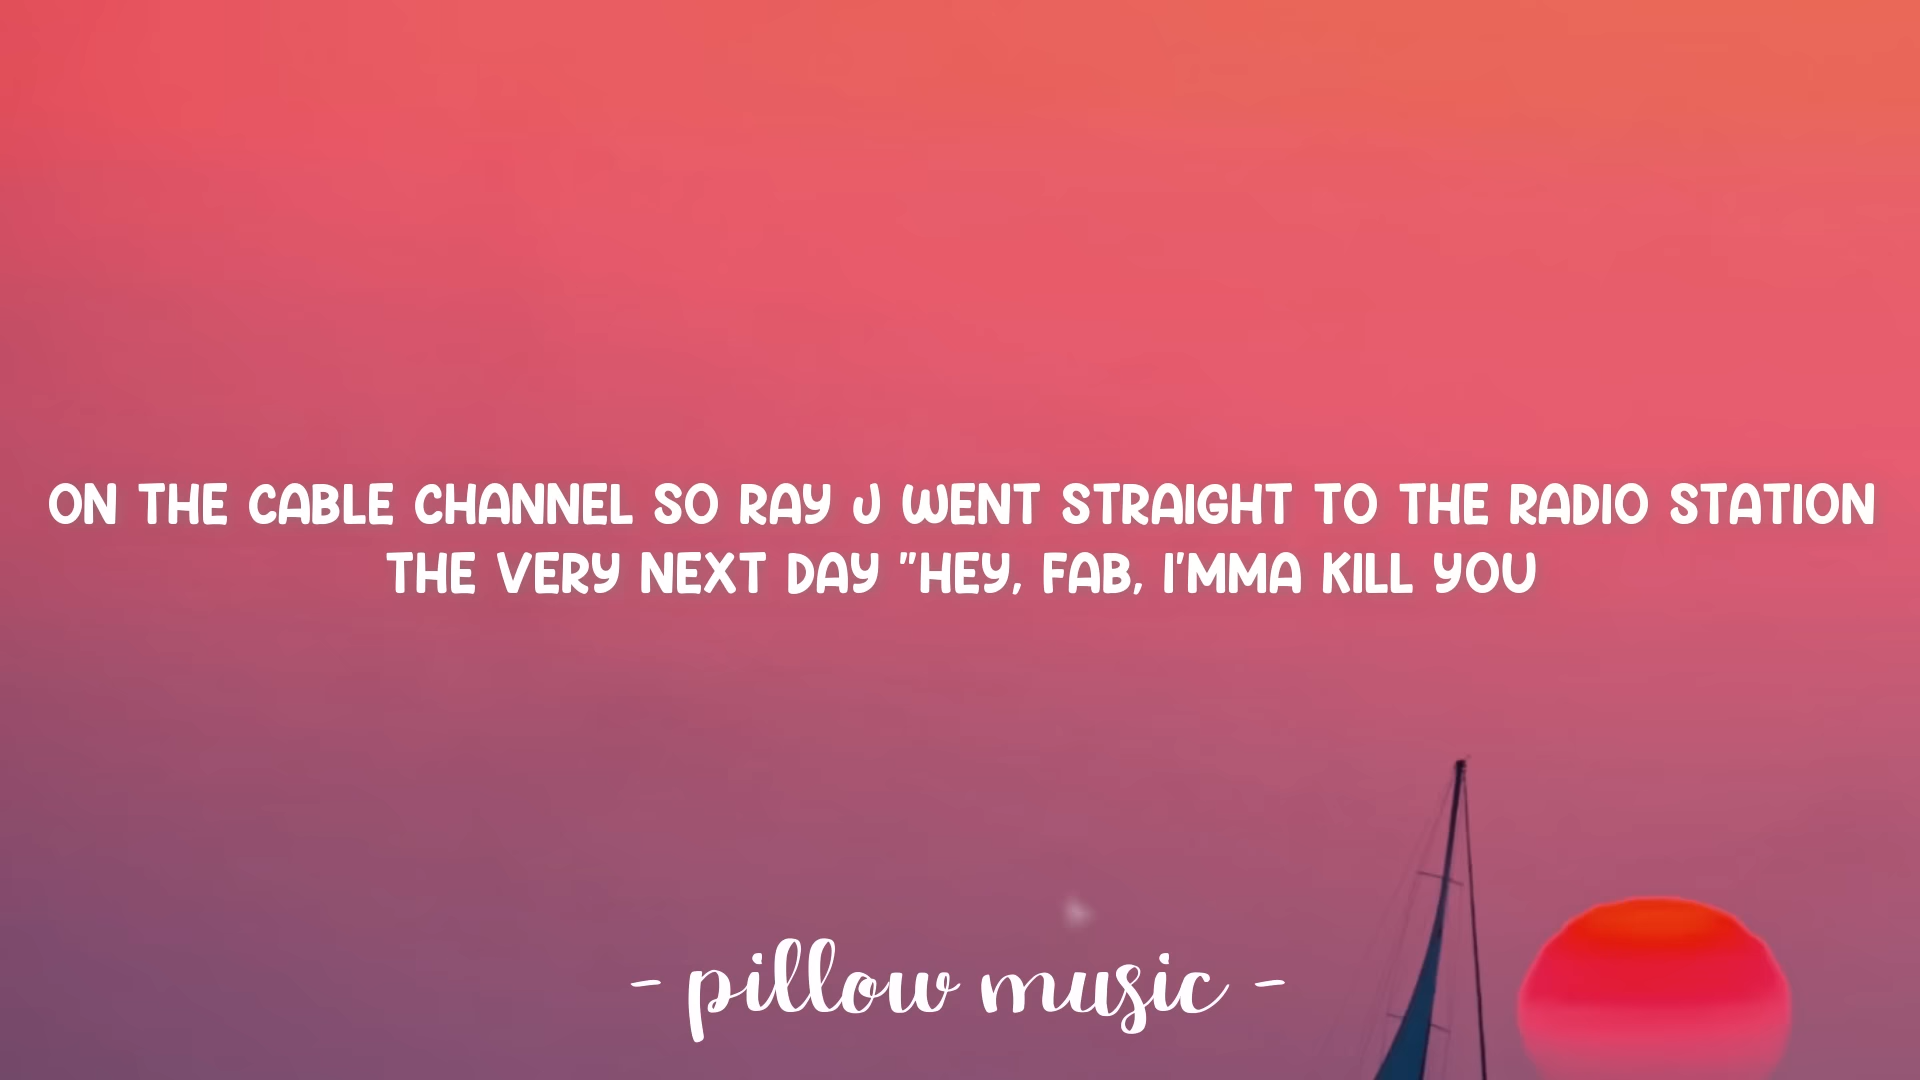 ON THE CABLE CHANNEL SO RAY J WENT STRAIGHT TO THE RADIO STATION
THE VERY NEXT DAY "HEY, FAB, I'MMA KILL YOU
- pillow music -